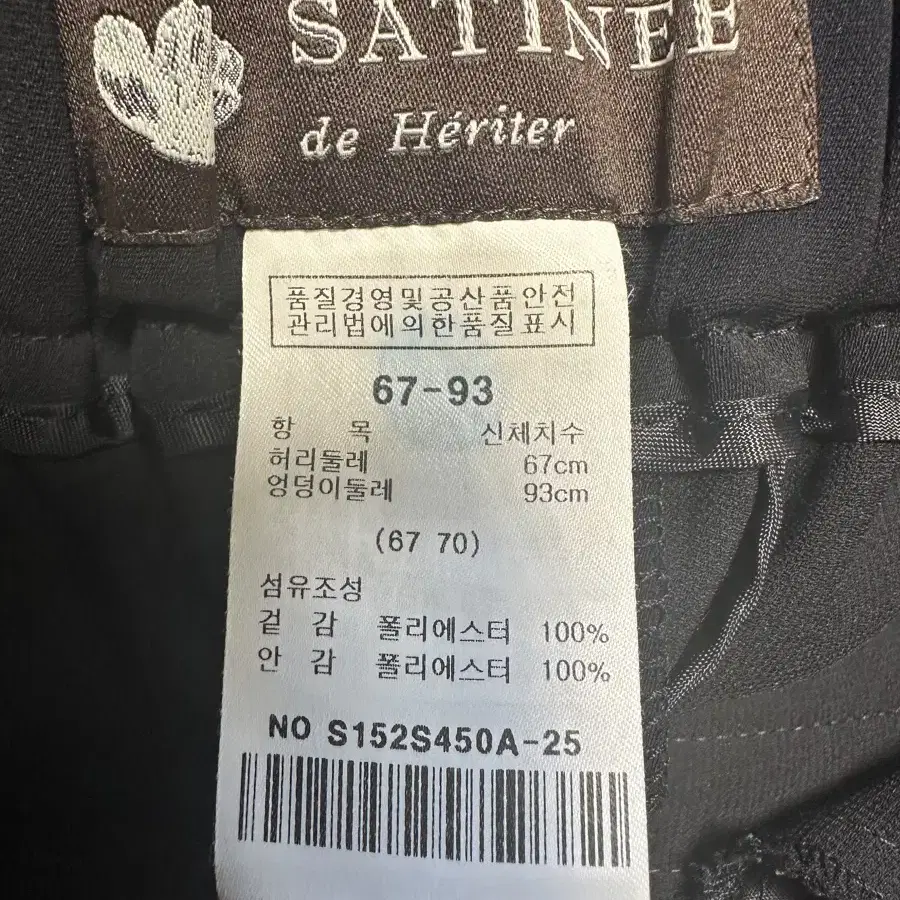 SATINEE
de Hériter
품질경영및공산품안전
관리법에의한품질표시
67-93
항 목 신체치수
허리둘레 67cm
엉덩이둘레 93cm
(67 70)
섬유조성
겉 감 폴리에스터 100%
안 감 폴리에스터 100%
NO S152S450A-25